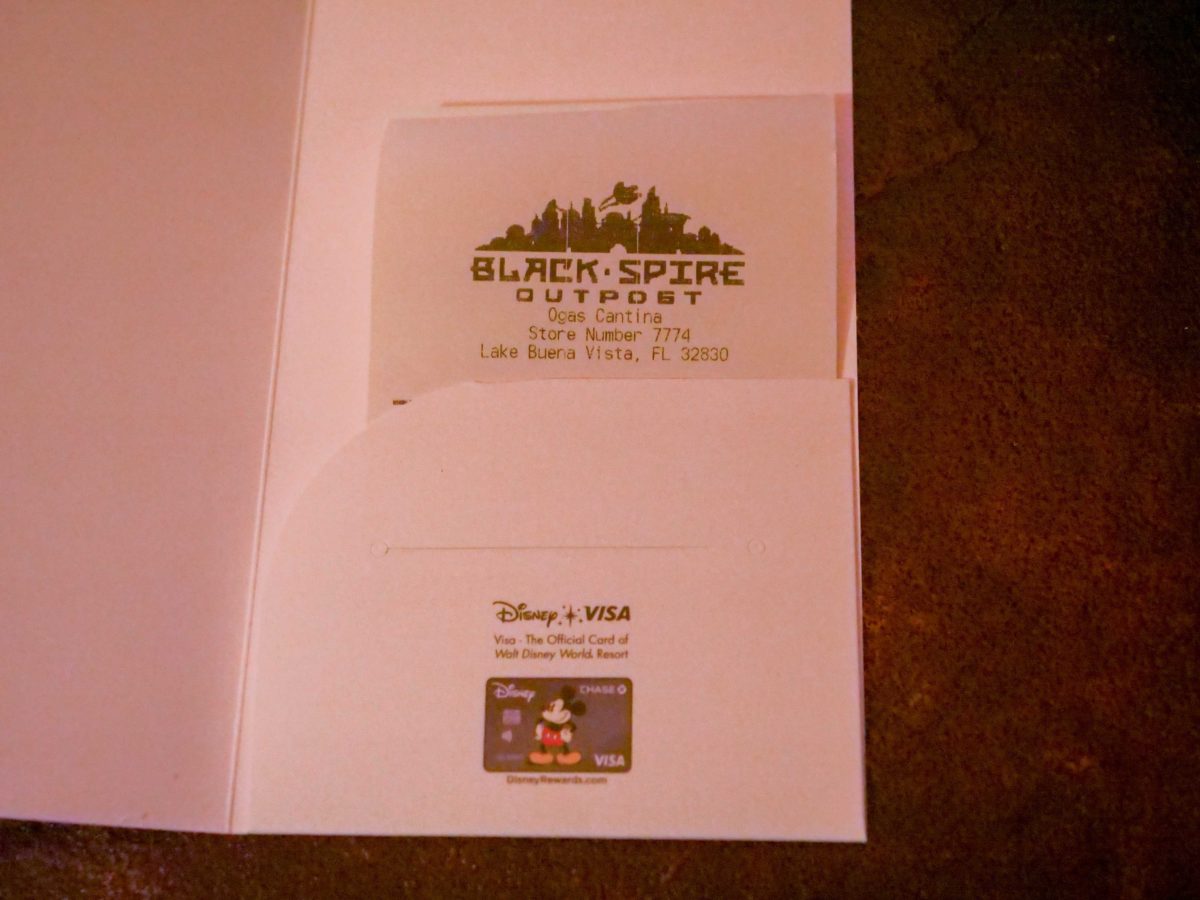 BLACK·SPIRE
OUTPOST
Ogas Cantina
Store Number 7774
Lake Buena Vista, FL 32830
Disney VISA
Visa - The Official Card of
Walt Disney World® Resort
Disney CHASE
VISA
DisneyRewards.com